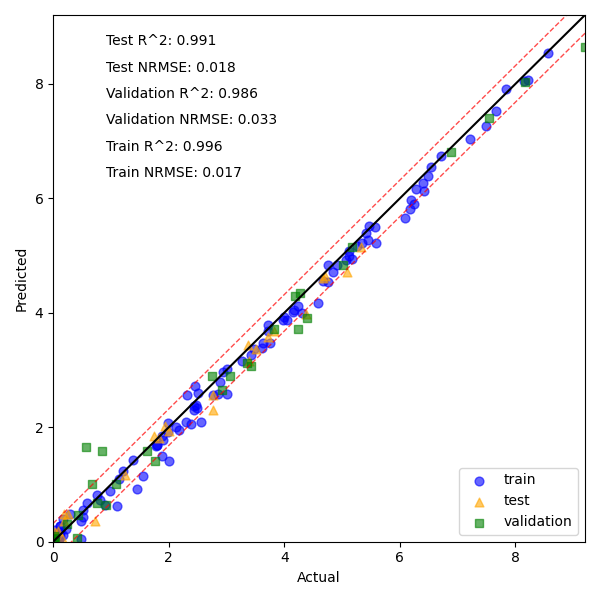 Test R^2: 0.991
Test NRMSE: 0.018
Validation R^2: 0.986
Validation NRMSE: 0.033
Train R^2: 0.996
Train NRMSE: 0.017
8
6
4
2
0
Predicted
train
test
validation
0 2 4 6 8
Actual